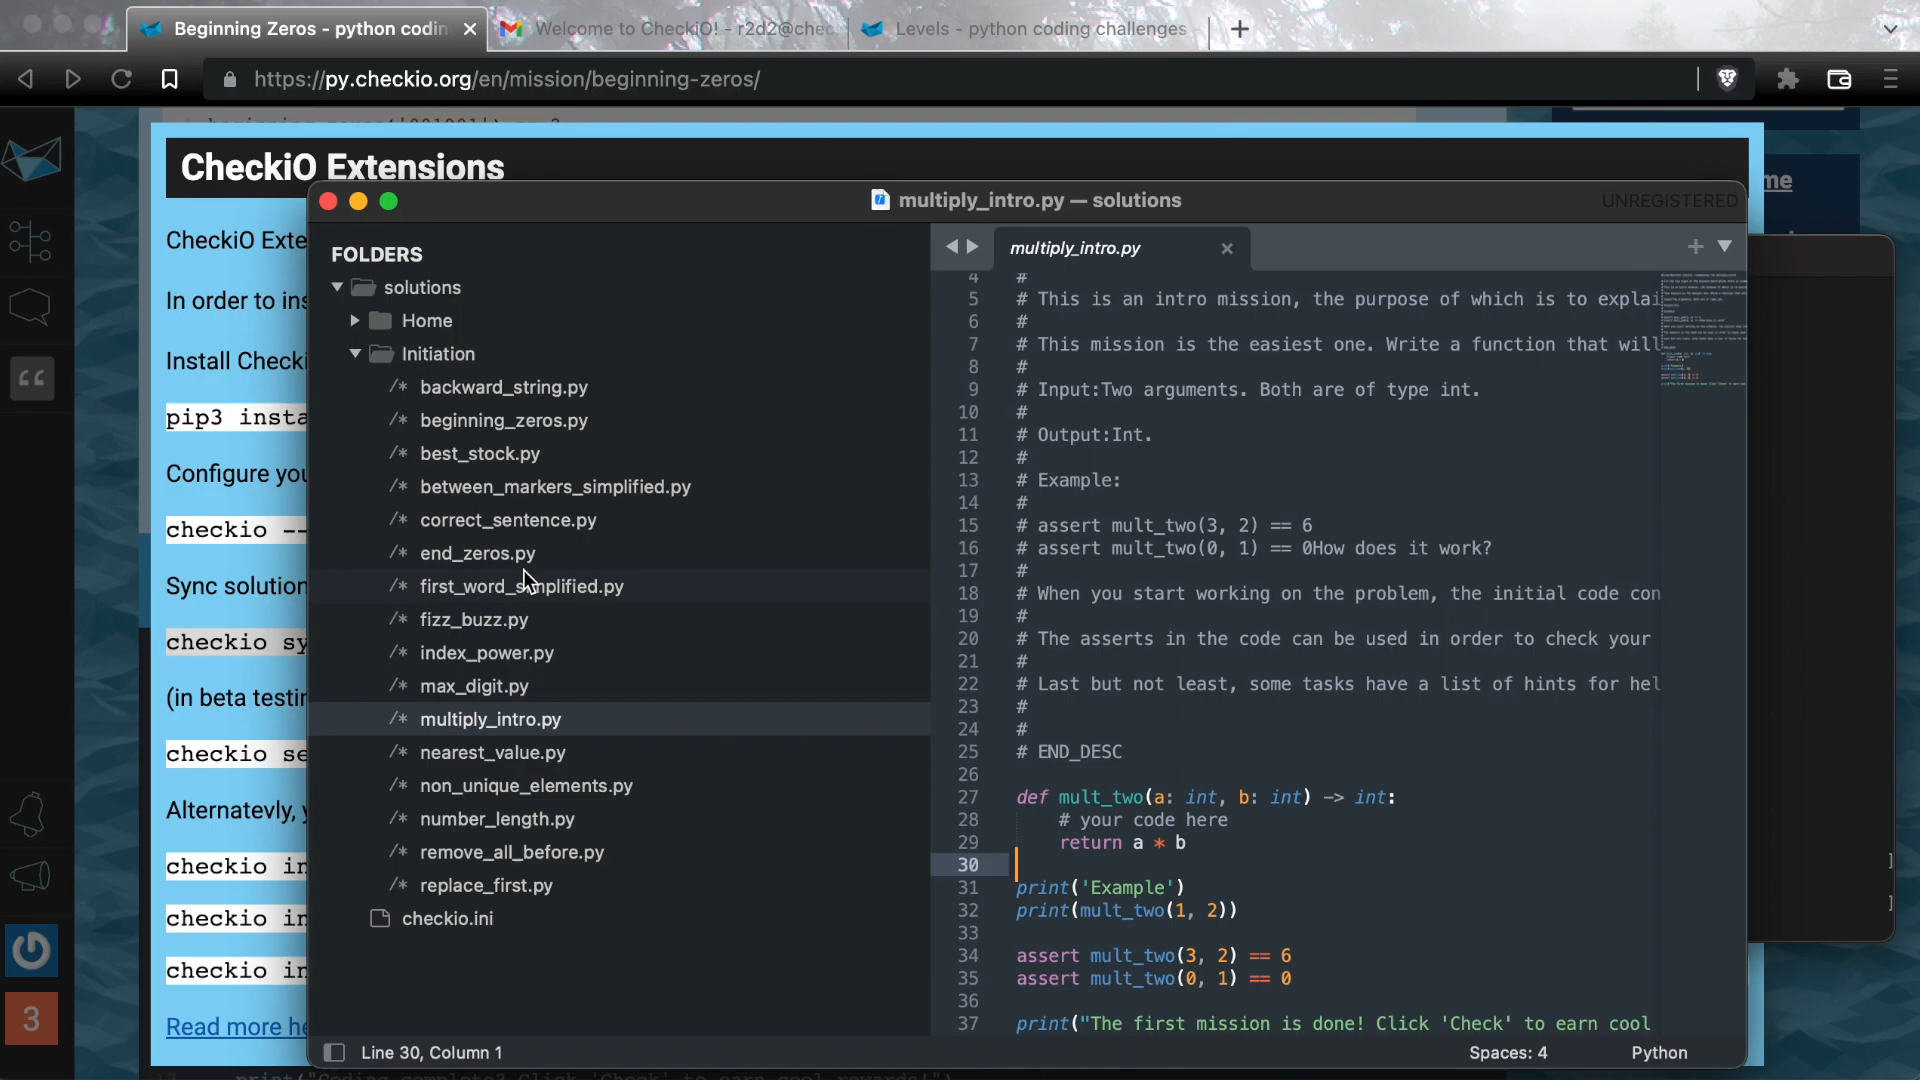 Beginning Zeros - python codin
Welcome to CheckiO! - r2d2@chec
Levels - python coding challenges
https://py.checkio.org/en/mission/beginning-zeros/
CheckiO Extensions
me
CheckiO Exte
In order to ins
Install Checki
pip3 insta
Configure you
checkio --
Sync solution
checkio sy
(in beta testin
checkio se
Alternatevly, y
checkio in
checkio in
checkio in
Read more he
3
multiply_intro.py — solutions
UNREGISTERED
FOLDERS
solutions
Home
Initiation
/* backward_string.py
/* beginning_zeros.py
/* best_stock.py
/* between_markers_simplified.py
/* correct_sentence.py
/* end_zeros.py
/* first_word_simplified.py
/* fizz_buzz.py
/* index_power.py
/* max_digit.py
/* multiply_intro.py
/* nearest_value.py
/* non_unique_elements.py
/* number_length.py
/* remove_all_before.py
/* replace_first.py
checkio.ini
multiply_intro.py
4 #
5 # This is an intro mission, the purpose of which is to explai
6 #
7 # This mission is the easiest one. Write a function that will
8 #
9 # Input:Two arguments. Both are of type int.
10 #
11 # Output:Int.
12 #
13 # Example:
14 #
15 # assert mult_two(3, 2) == 6
16 # assert mult_two(0, 1) == 0How does it work?
17 #
18 # When you start working on the problem, the initial code con
19 #
20 # The asserts in the code can be used in order to check your
21 #
22 # Last but not least, some tasks have a list of hints for hel
23 #
24 #
25 # END_DESC
26
27 def mult_two(a: int, b: int) -> int:
28 # your code here
29 return a * b
30
31 print('Example')
32 print(mult_two(1, 2))
33
34 assert mult_two(3, 2) == 6
35 assert mult_two(0, 1) == 0
36
37 print("The first mission is done! Click 'Check' to earn cool
]
]
Line 30, Column 1
Spaces: 4
Python